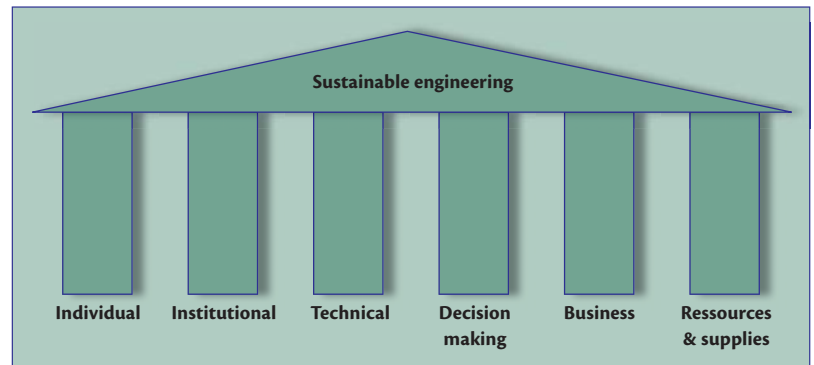 Sustainable engineering
Individual
Institutional
Technical
Decision
making
Business
Ressources
& supplies